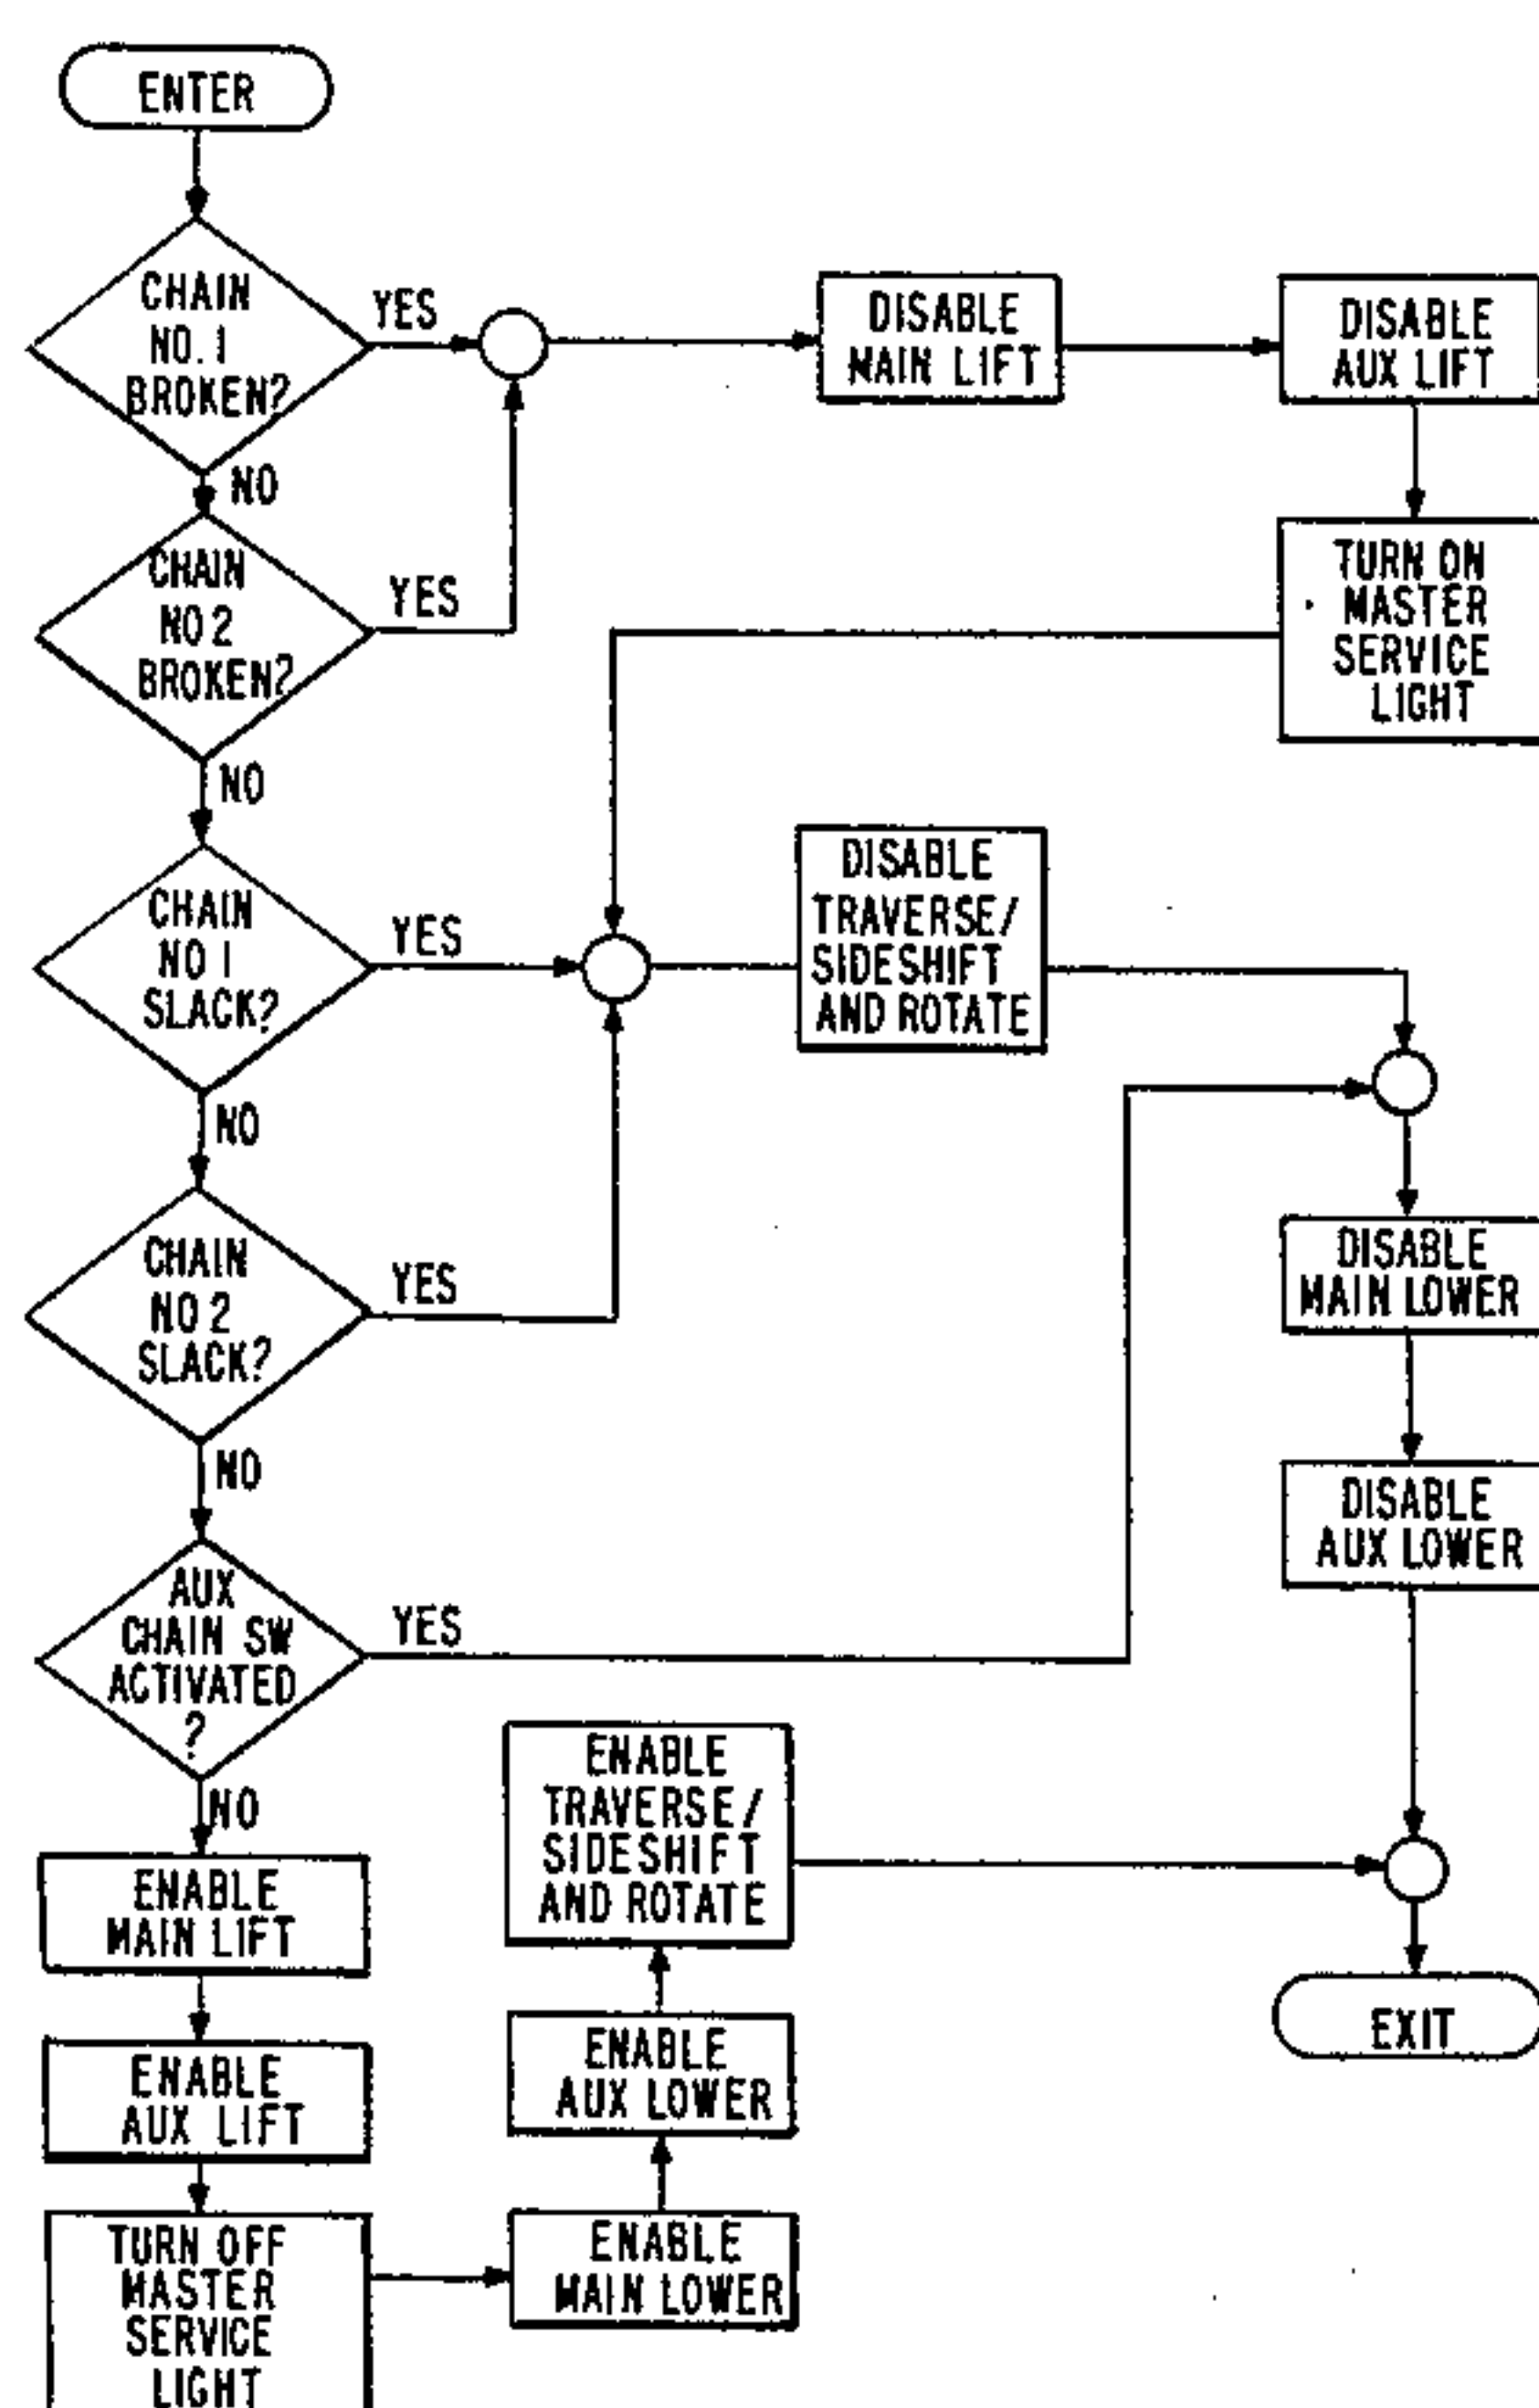 ENTER
CHAIN
NO. 1
BROKEN?
YES
DISABLE
MAIN LIFT
DISABLE
AUX LIFT
NO
CHAIN
NO 2
BROKEN?
YES
TURN ON
MASTER
SERVICE
LIGHT
NO
CHAIN
NO 1
SLACK?
YES
DISABLE
TRAVERSE/
SIDESHIFT
AND ROTATE
NO
CHAIN
NO 2
SLACK?
YES
DISABLE
MAIN LOWER
NO
DISABLE
AUX LOWER
AUX
CHAIN SW
ACTIVATED
?
YES
NO
ENABLE
TRAVERSE/
SIDESHIFT
AND ROTATE
ENABLE
MAIN LIFT
EXIT
ENABLE
AUX LIFT
ENABLE
AUX LOWER
TURN OFF
MASTER
SERVICE
LIGHT
ENABLE
MAIN LOWER